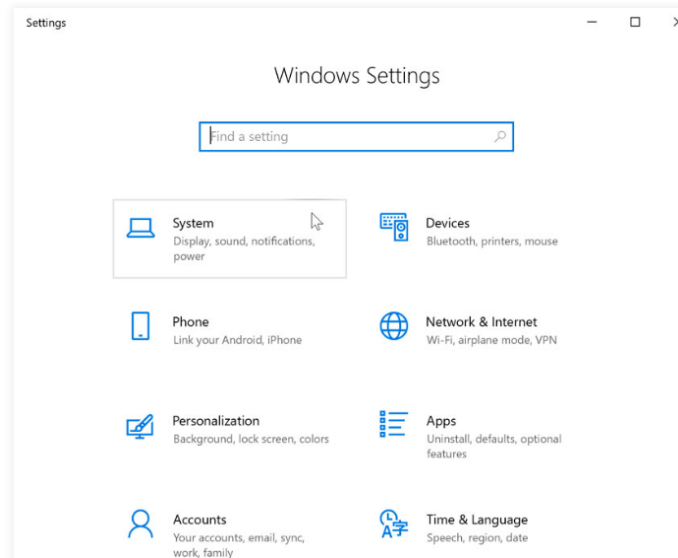 Settings
Windows Settings
Find a setting
System
Display, sound, notifications,
power
Devices
Bluetooth, printers, mouse
Phone
Link your Android, iPhone
Network & Internet
Wi-Fi, airplane mode, VPN
Personalization
Background, lock screen, colors
Apps
Uninstall, defaults, optional
features
Accounts
Your accounts, email, sync,
work, family
Time & Language
Speech, region, date